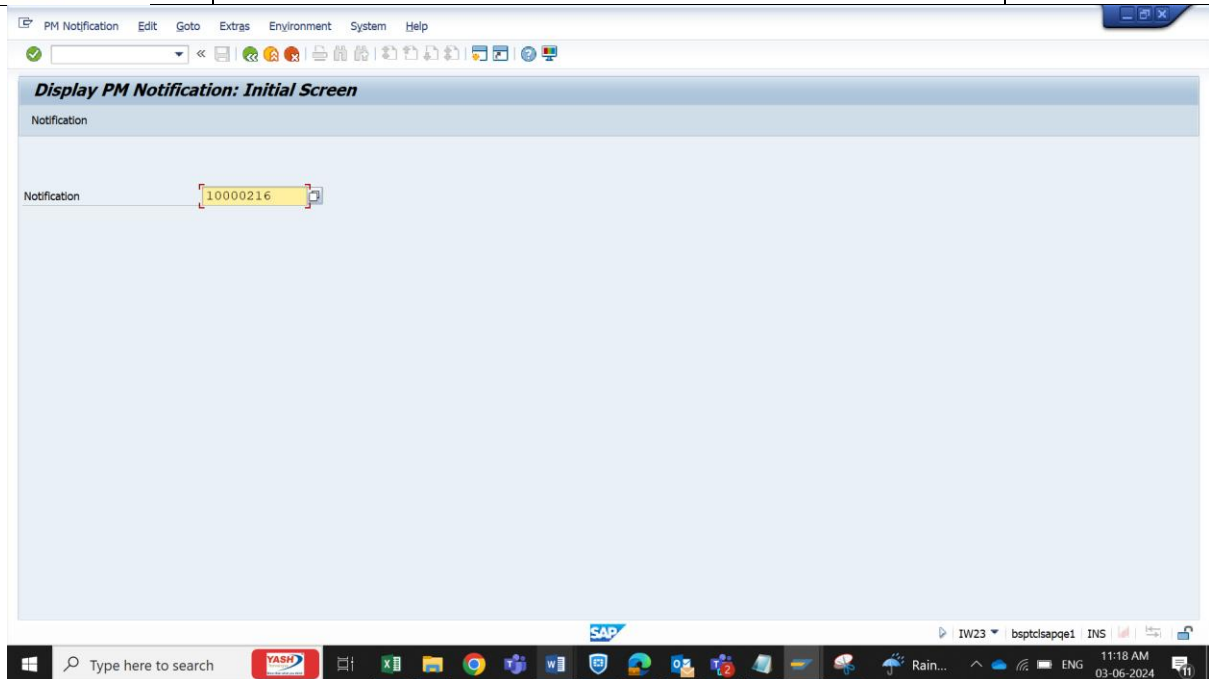 PM Notification Edit Goto Extras Environment System Help
Display PM Notification: Initial Screen
Notification
Notification 10000216
SAP
IW23 bsptclsapqe1 INS
Type here to search YASH Rain... ENG 11:18 AM
03-06-2024